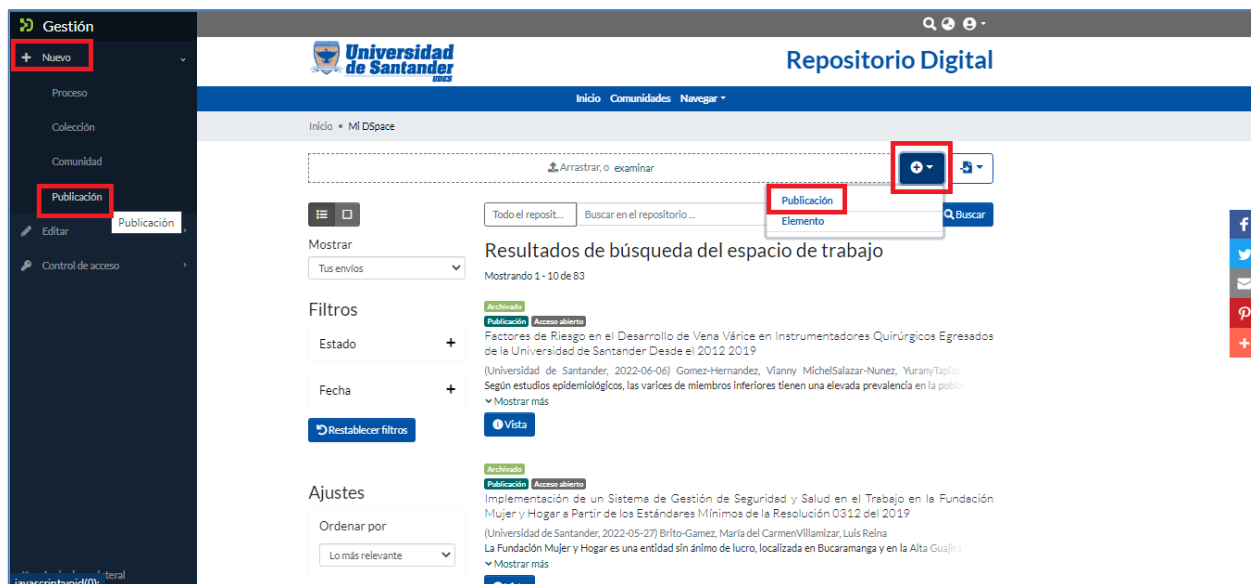 Gestión
Nuevo
Proceso
Colección
Comunidad
Publicación
Publicación
Editar
Control de acceso
lateral
javascript:void(0);
Universidad
de Santander
UDES
Repositorio Digital
Inicio Comunidades Navegar
Inicio • Mi DSpace
Arrastrar, o examinar
Publicación
Elemento
Todo el reposit... Buscar en el repositorio ... Buscar
Mostrar
Tus envíos
Filtros
Estado +
Fecha +
Restablecer filtros
Ajustes
Ordenar por
Lo más relevante
Resultados de búsqueda del espacio de trabajo
Mostrando 1 - 10 de 83
Archivado
Publicación Acceso abierto
Factores de Riesgo en el Desarrollo de Vena Várice en Instrumentadores Quirúrgicos Egresados
de la Universidad de Santander Desde el 2012 2019
(Universidad de Santander, 2022-06-06) Gomez-Hernandez, Vianny MichelSalazar-Nunez, YuranyTapias
Según estudios epidemiológicos, las varices de miembros inferiores tienen una elevada prevalencia en la
Mostrar más
Vista
Archivado
Publicación Acceso abierto
Implementación de un Sistema de Gestión de Seguridad y Salud en el Trabajo en la Fundación
Mujer y Hogar a Partir de los Estándares Mínimos de la Resolución 0312 del 2019
(Universidad de Santander, 2022-05-27) Brito-Gamez, María del CarmenVillamizar, Luis Reina
La Fundación Mujer y Hogar es una entidad sin ánimo de lucro, localizada en Bucaramanga y en la Alta Guajira
Mostrar más